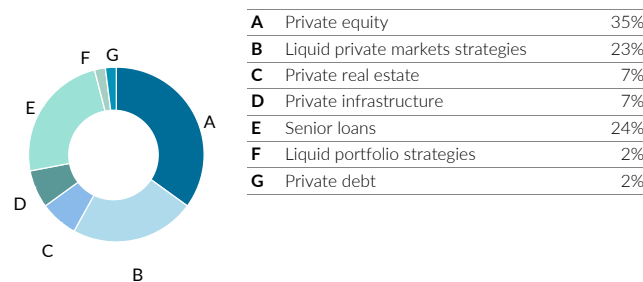 A Private equity 35%
B Liquid private markets strategies 23%
C Private real estate 7%
D Private infrastructure 7%
E Senior loans 24%
F Liquid portfolio strategies 2%
G Private debt 2%
F G
E A
D
C
B